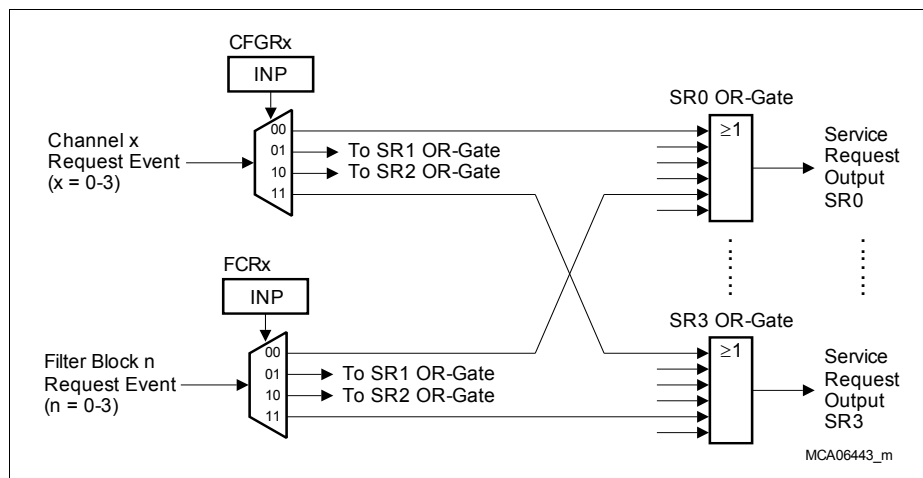 CFGRx
INP
SR0 OR-Gate
Channel x
Request Event
(x = 0-3)
00
01
10
11
To SR1 OR-Gate
To SR2 OR-Gate
≥1
Service
Request
Output
SR0
FCRx
INP
SR3 OR-Gate
Filter Block n
Request Event
(n = 0-3)
00
01
10
11
To SR1 OR-Gate
To SR2 OR-Gate
≥1
Service
Request
Output
SR3
MCA06443_m